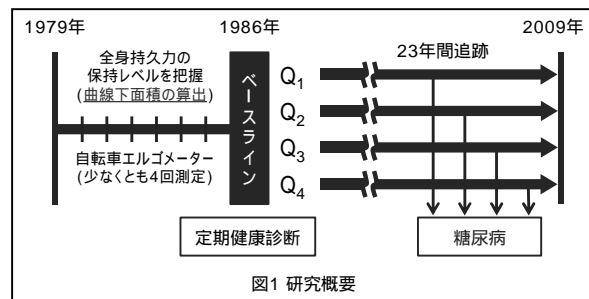 1979年
1986年
2009年
全身持久力の
保持レベルを把握
(曲線下面積の算出)
自転車エルゴメーター
(少なくとも4回測定)
ベースライン
23年間追跡
Q1
Q2
Q3
Q4
定期健康診断
糖尿病
図1 研究概要